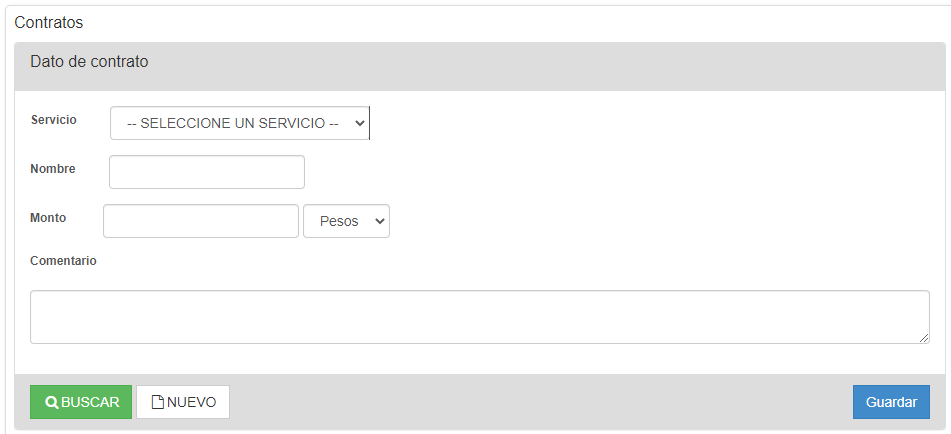 Contratos
Dato de contrato
Servicio -- SELECCIONE UN SERVICIO --
Nombre
Monto Pesos
Comentario
BUSCAR NUEVO Guardar